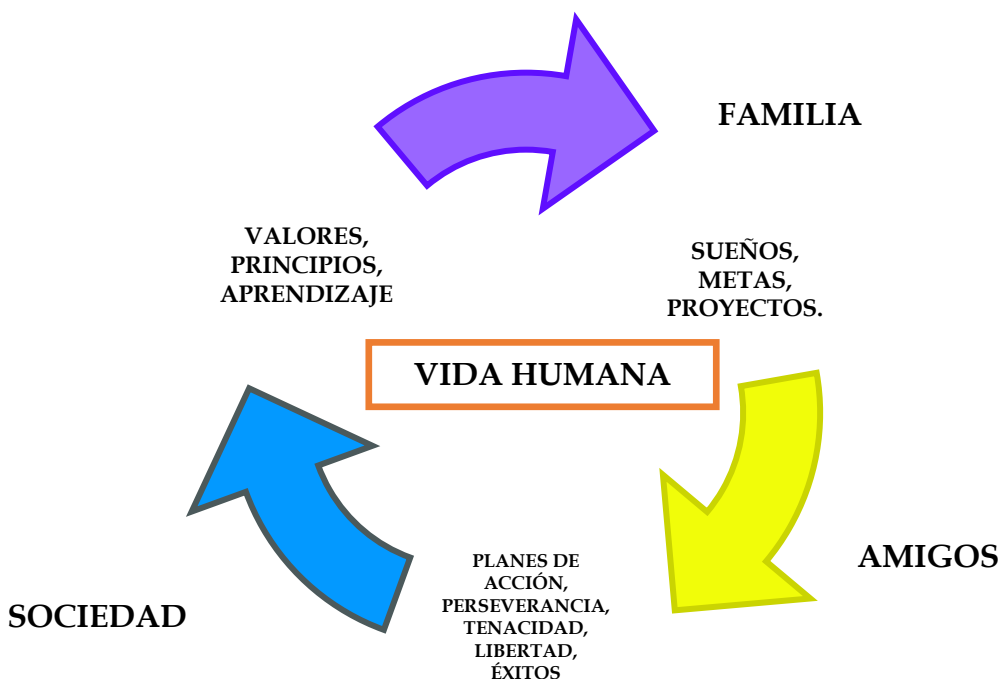 FAMILIA
VALORES,
PRINCIPIOS,
APRENDIZAJE
SUEÑOS,
METAS,
PROYECTOS.
VIDA HUMANA
AMIGOS
PLANES DE
ACCIÓN,
PERSEVERANCIA,
TENACIDAD,
LIBERTAD,
ÉXITOS
SOCIEDAD